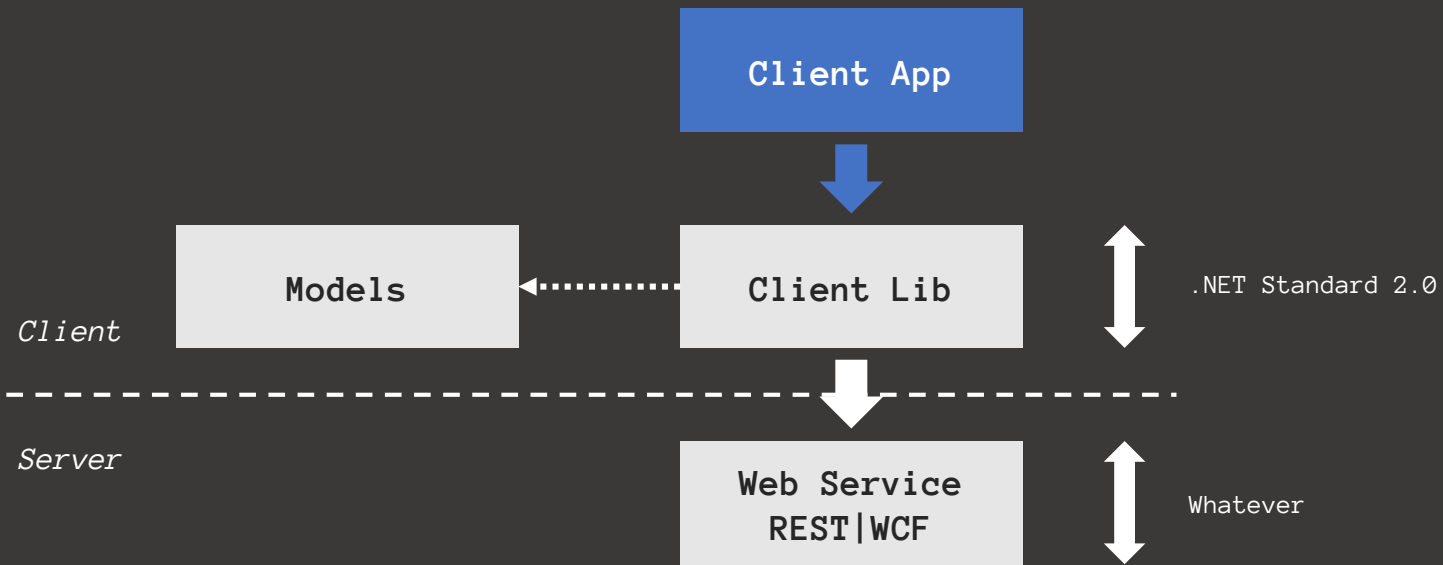 Client App
Models
Client Lib
.NET Standard 2.0
Client
Server
Web Service
REST|WCF
Whatever